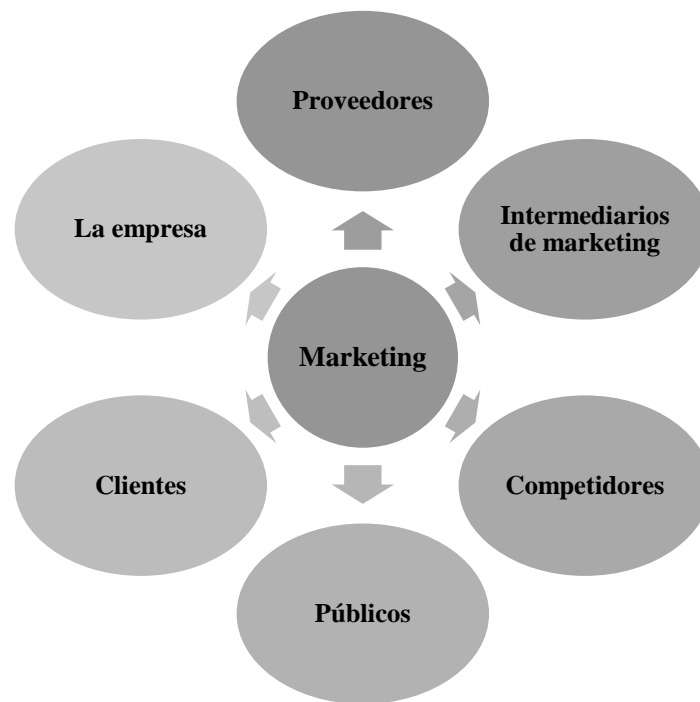 Proveedores
La empresa
Intermediarios
de marketing
Marketing
Clientes
Competidores
Públicos